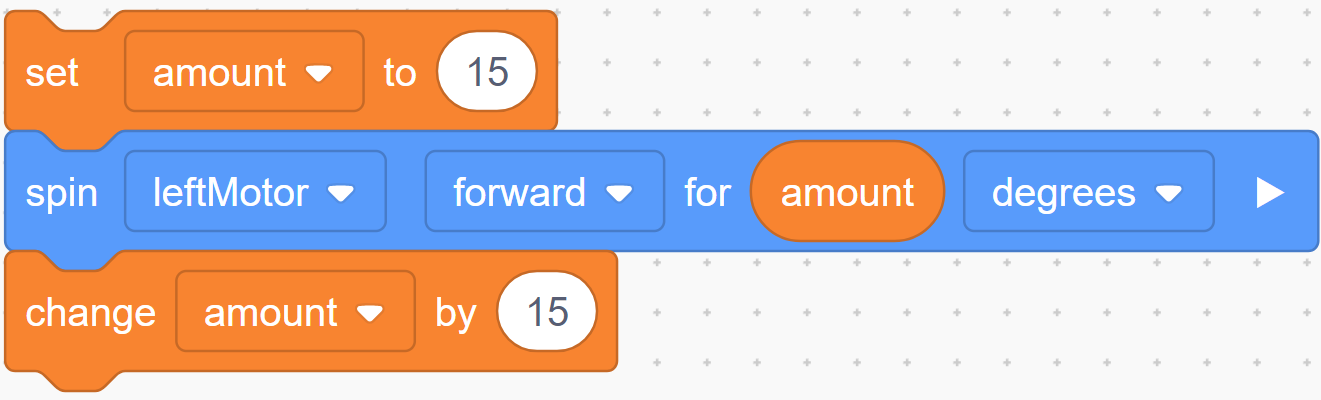 set amount to 15
spin leftMotor forward for amount degrees
change amount by 15